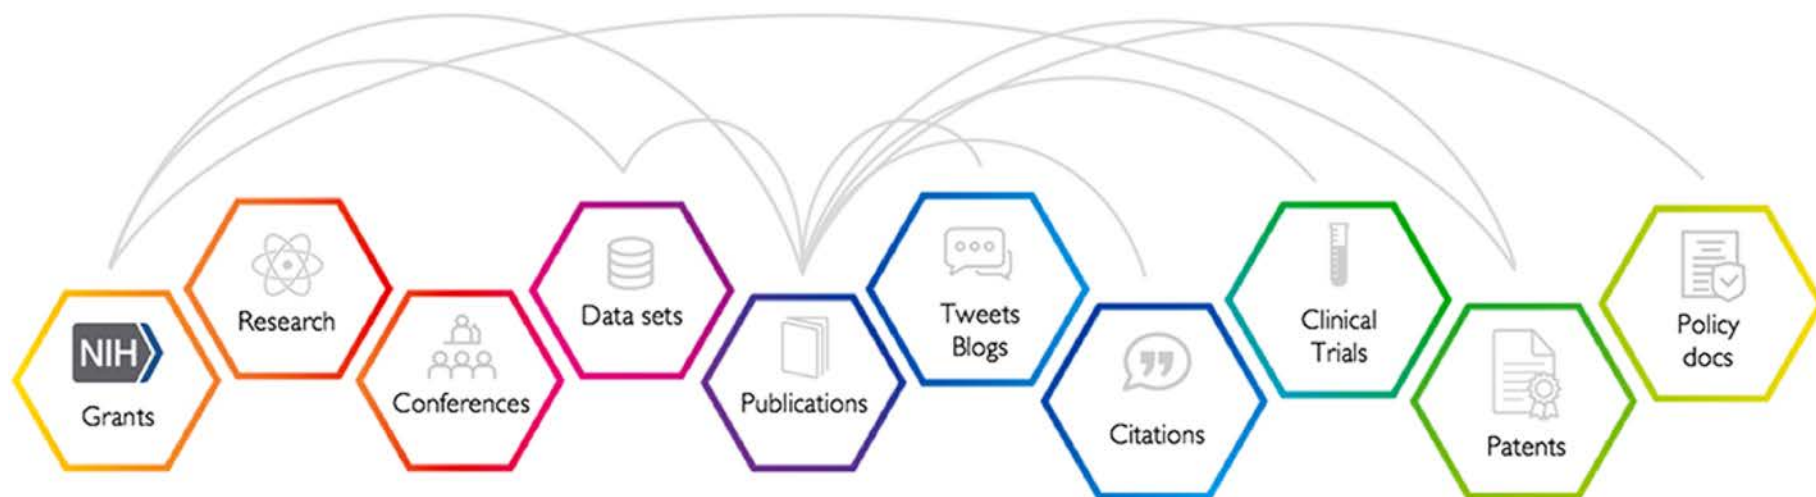 NIH
Grants
Research
Conferences
Data sets
Publications
Tweets
Blogs
Citations
Clinical
Trials
Patents
Policy
docs